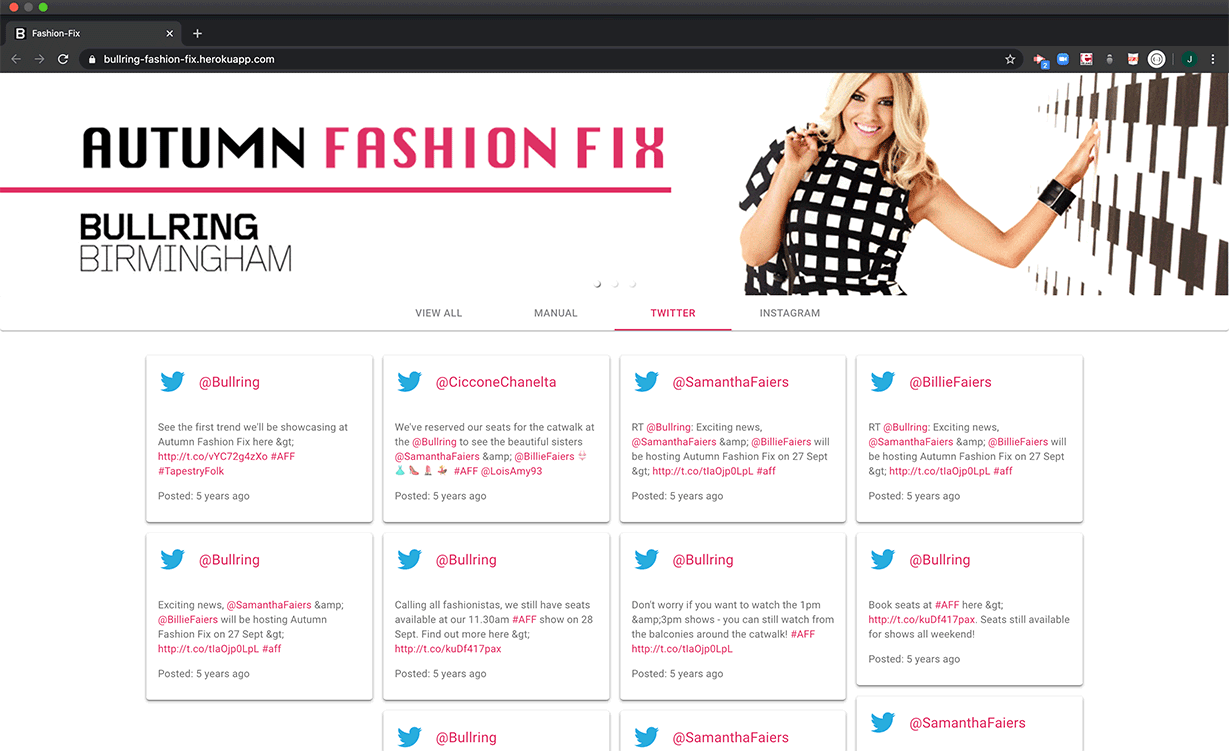 B Fashion-Fix
bullring-fashion-fix.herokuapp.com
2
J
AUTUMN FASHION FIX
BULLRING
BIRMINGHAM
VIEW ALL
MANUAL
TWITTER
INSTAGRAM
@Bullring
See the first trend we'll be showcasing at
Autumn Fashion Fix here &gt;
http://t.co/vYC72g4zXo #AFF
#TapestryFolk
Posted: 5 years ago
@CicconeChanelta
We've reserved our seats for the catwalk at
the @Bullring to see the beautiful sisters
@SamanthaFaiers &amp; @BillieFaiers 👙
👗 👠 💄 💅 #AFF @LoisAmy93
Posted: 5 years ago
@SamanthaFaiers
RT @Bullring: Exciting news,
@SamanthaFaiers &amp; @BillieFaiers will
be hosting Autumn Fashion Fix on 27 Sept
&gt; http://t.co/tIaOjp0LpL #aff
Posted: 5 years ago
@BillieFaiers
RT @Bullring: Exciting news,
@SamanthaFaiers &amp; @BillieFaiers will
be hosting Autumn Fashion Fix on 27 Sept
&gt; http://t.co/tIaOjp0LpL #aff
Posted: 5 years ago
@Bullring
Exciting news, @SamanthaFaiers &amp;
@BillieFaiers will be hosting Autumn
Fashion Fix on 27 Sept &gt;
http://t.co/tIaOjp0LpL #aff
Posted: 5 years ago
@Bullring
Calling all fashionistas, we still have seats
available at our 11.30am #AFF show on 28
Sept. Find out more here &gt;
http://t.co/kuDf417pax
Posted: 5 years ago
@Bullring
Don't worry if you want to watch the 1pm
&amp;3pm shows - you can still watch from
the balconies around the catwalk! #AFF
http://t.co/tIaOjp0LpL
Posted: 5 years ago
@Bullring
Book seats at #AFF here &gt;
http://t.co/kuDf417pax. Seats still available
for shows all weekend!
Posted: 5 years ago
@Bullring
@SamanthaFaiers
@SamanthaFaiers